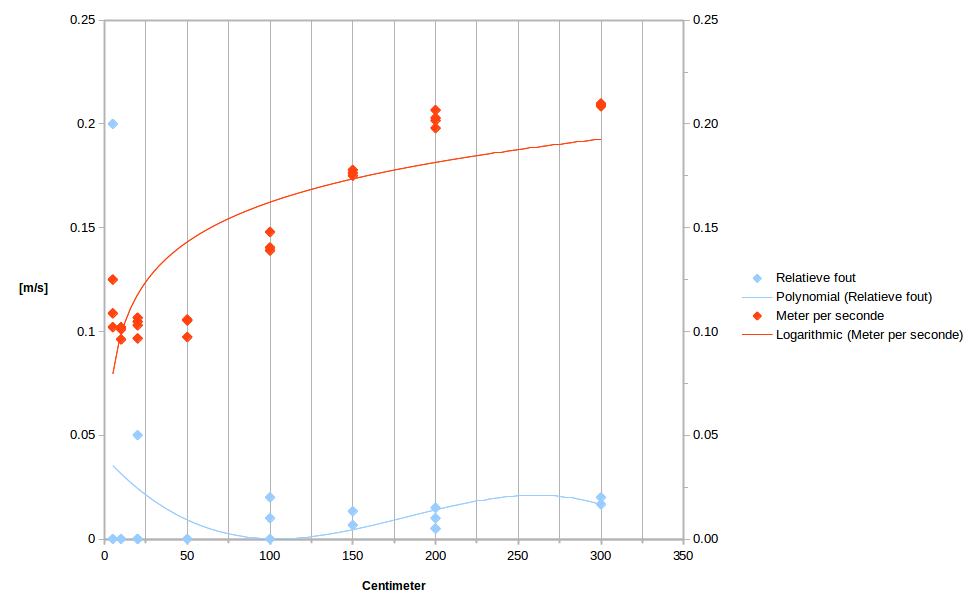 0.25 0.25
0.2 0.20
0.15 0.15
[m/s]
Relatieve fout
Polynomial (Relatieve fout)
Meter per seconde
Logarithmic (Meter per seconde)
0.1 0.10
0.05 0.05
0 0.00
0 50 100 150 200 250 300 350
Centimeter